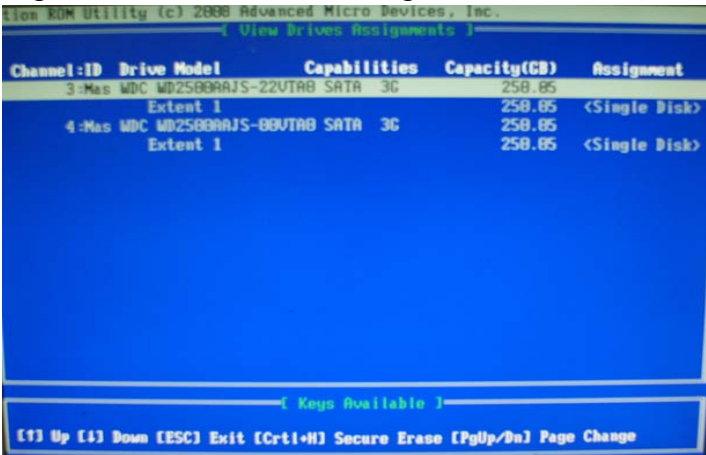 tion ROM Utility (c) 2008 Advanced Micro Devices, Inc.
[ View Drives Assignments ]
Channel:ID Drive Model Capabilities Capacity(GB) Assignment
3:Mas WDC WD2500AAJS-22VTA0 SATA 3G 250.05
Extent 1 250.05 <Single Disk>
4:Mas WDC WD2500AAJS-00VTA0 SATA 3G 250.05
Extent 1 250.05 <Single Disk>
[ Keys Available ]
[↑] Up [↓] Down [ESC] Exit [Crtl+H] Secure Erase [PgUp/Dn] Page Change